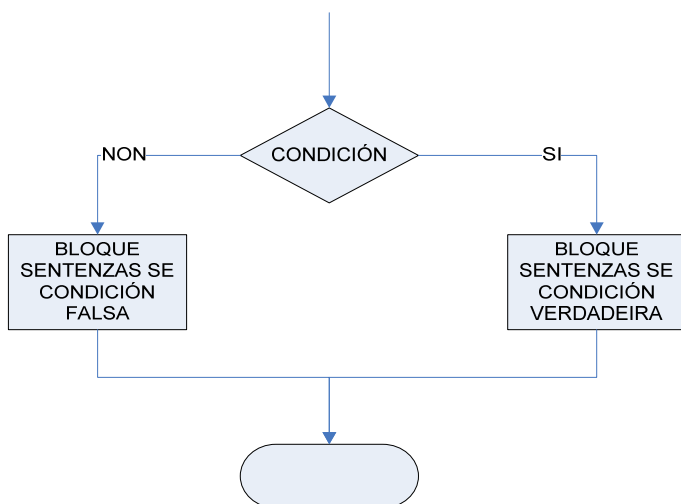 CONDICIÓN
NON
SI
BLOQUE
SENTENZAS SE
CONDICIÓN
FALSA
BLOQUE
SENTENZAS SE
CONDICIÓN
VERDADEIRA